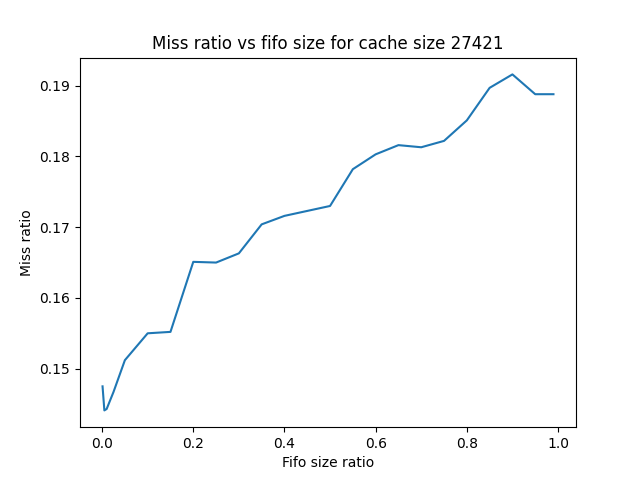 Miss ratio vs fifo size for cache size 27421
0.19
0.18
0.17
0.16
0.15
Miss ratio
0.0 0.2 0.4 0.6 0.8 1.0
Fifo size ratio